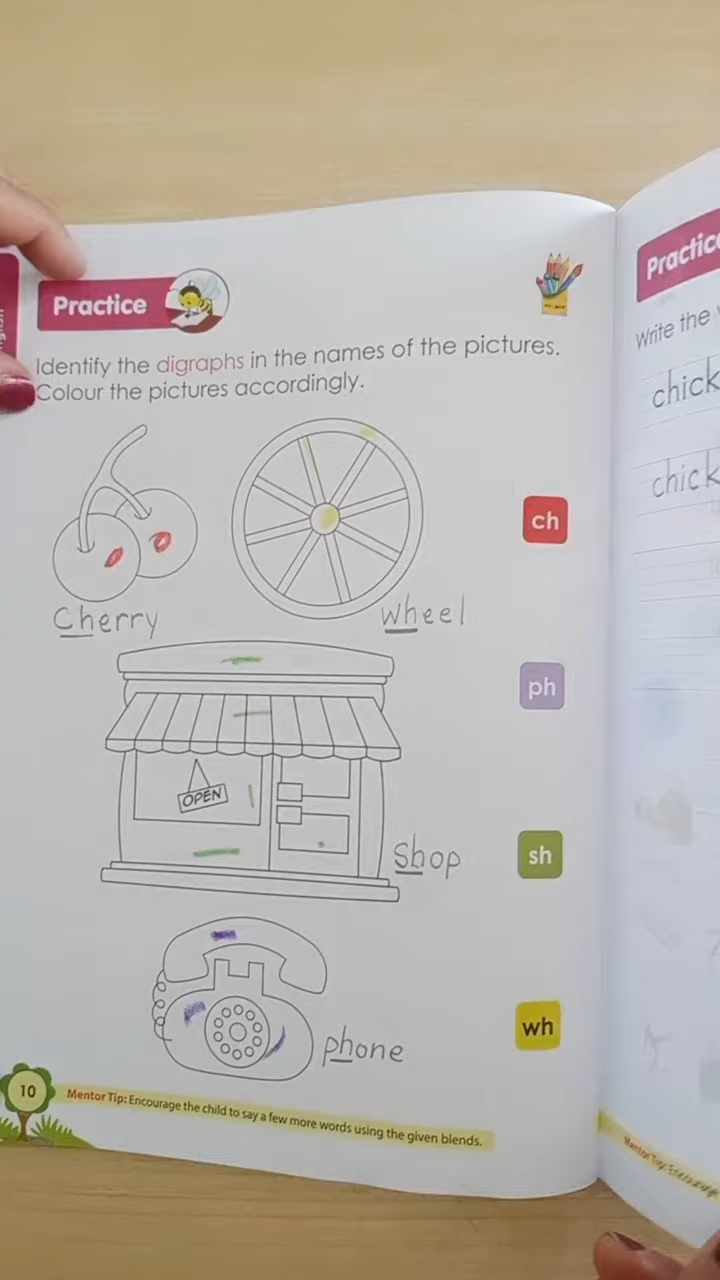 Practice
Identify the digraphs in the names of the pictures.
Colour the pictures accordingly.
Cherry
wheel
ch
ph
OPEN
Shop
sh
phone
wh
10
Mentor Tip: Encourage the child to say a few more words using the given blends.
Write the
chick
chick